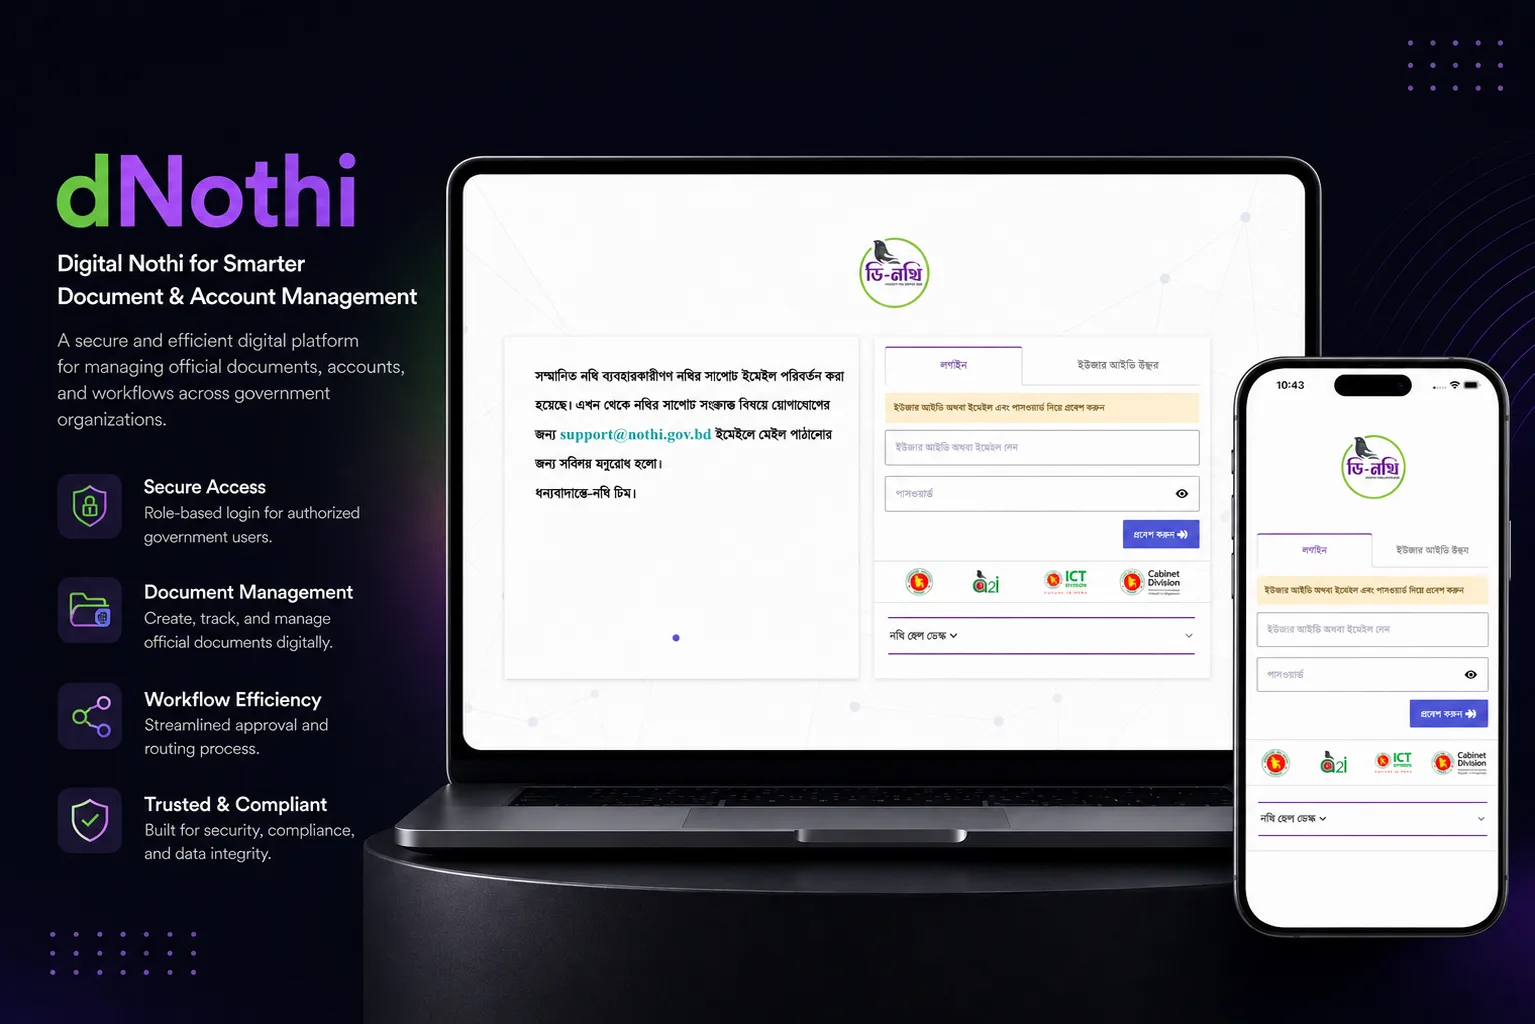 dNothi
Digital Nothi for Smarter
Document & Account Management
A secure and efficient digital platform
for managing official documents, accounts,
and workflows across government
organizations.
Secure Access
Role-based login for authorized
government users.
Document Management
Create, track, and manage
official documents digitally.
Workflow Efficiency
Streamlined approval and
routing process.
Trusted & Compliant
Built for security, compliance,
and data integrity.
ডি-নথি
সম্মানিত নথি ব্যবহারকারীগণ নথির সাপোর্ট ইমেইল পরিবর্তন করা
হয়েছে। এখন থেকে নথির সাপোর্ট সংক্রান্ত বিষয়ে যোগাযোগের
জন্য support@nothi.gov.bd ইমেইলে মেইল পাঠানোর
জন্য সবিনয় অনুরোধ হলো।
ধন্যবাদান্তে-নথি টিম।
লগইন
ইউজার আইডি উদ্ধার
ইউজার আইডি অথবা ইমেইল এবং পাসওয়ার্ড দিয়ে প্রবেশ করুন
ইউজার আইডি অথবা ইমেইল দিন
পাসওয়ার্ড
প্রবেশ করুন
a2i
ICT
DIVISION
Cabinet
Division
নথি হেল্প ডেস্ক
10:43
ডি-নথি
লগইন
ইউজার আইডি উদ্ধার
ইউজার আইডি অথবা ইমেইল এবং পাসওয়ার্ড দিয়ে প্রবেশ করুন
ইউজার আইডি অথবা ইমেইল দিন
পাসওয়ার্ড
প্রবেশ করুন
a2i
ICT
Cabinet
Division
নথি হেল্প ডেস্ক